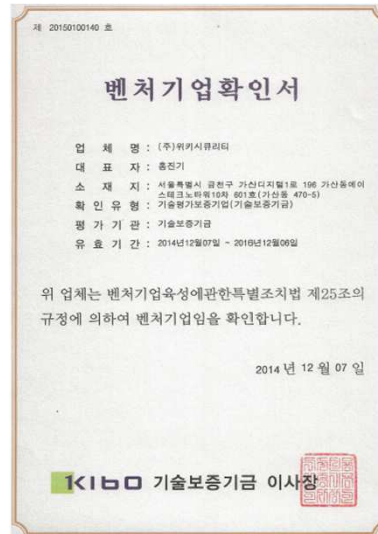 제 20150100140 호
벤처기업확인서
업 체 명 : (주)위키시큐리티
대 표 자 : 홍진기
소 재 지 : 서울특별시 금천구 가산디지털1로 196 가산동에이
스테크노타워10차 601호(가산동 470-5)
확 인 유 형 : 기술평가보증기업(기술보증기금)
평 가 기 관 : 기술보증기금
유 효 기 간 : 2014년12월07일 ~ 2016년12월06일
위 업체는 벤처기업육성에관한특별조치법 제25조의
규정에 의하여 벤처기업임을 확인합니다.
2014 년 12 월 07 일
KIBO 기술보증기금 이사장